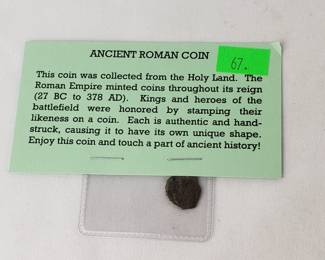 ANCIENT ROMAN COIN
67.
This coin was collected from the Holy Land. The
Roman Empire minted coins throughout its reign
(27 BC to 378 AD). Kings and heroes of the
battlefield were honored by stamping their
likeness on a coin. Each is authentic and hand-
struck, causing it to have its own unique shape.
Enjoy this coin and touch a part of ancient history!